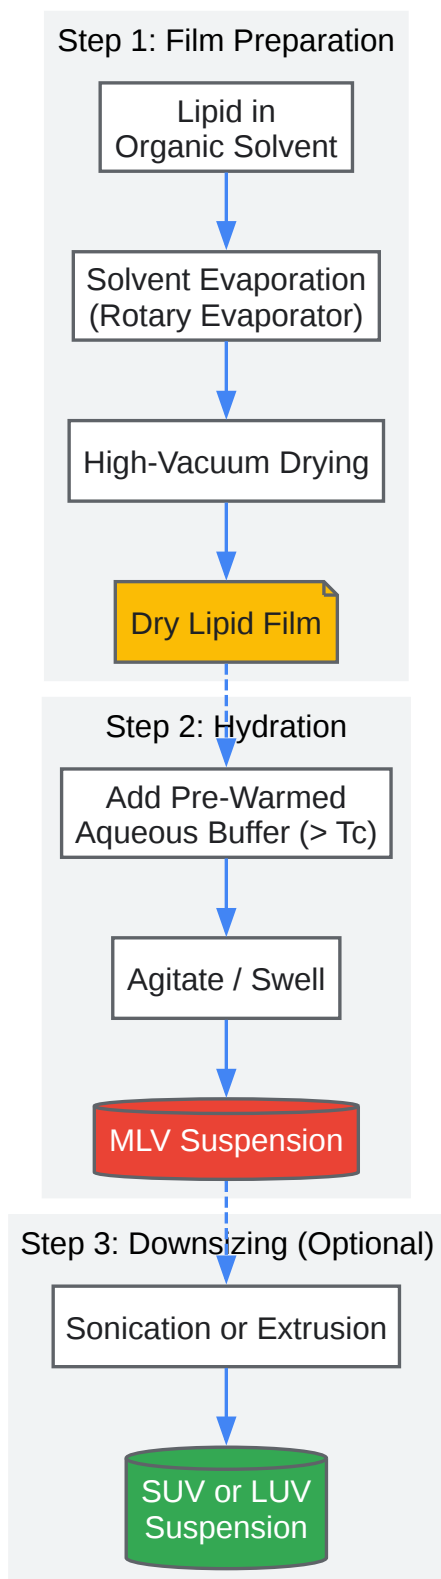 Step 1: Film Preparation
Lipid in
Organic Solvent
Solvent Evaporation
(Rotary Evaporator)
High-Vacuum Drying
Dry Lipid Film
Step 2: Hydration
Add Pre-Warmed
Aqueous Buffer (> Tc)
Agitate / Swell
MLV Suspension
Step 3: Downsizing (Optional)
Sonication or Extrusion
SUV or LUV
Suspension